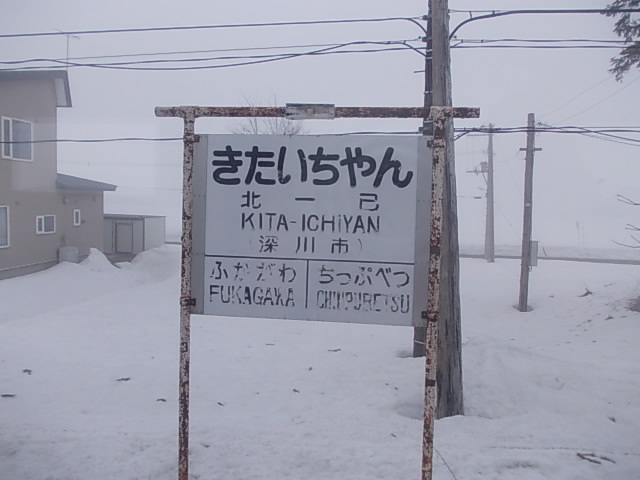 きたいちやん
北一已
KITA-ICHIYAN
(深川市)
ふかがわ
FUKAGAWA
ちっぷべつ
CHIPPUBETSU